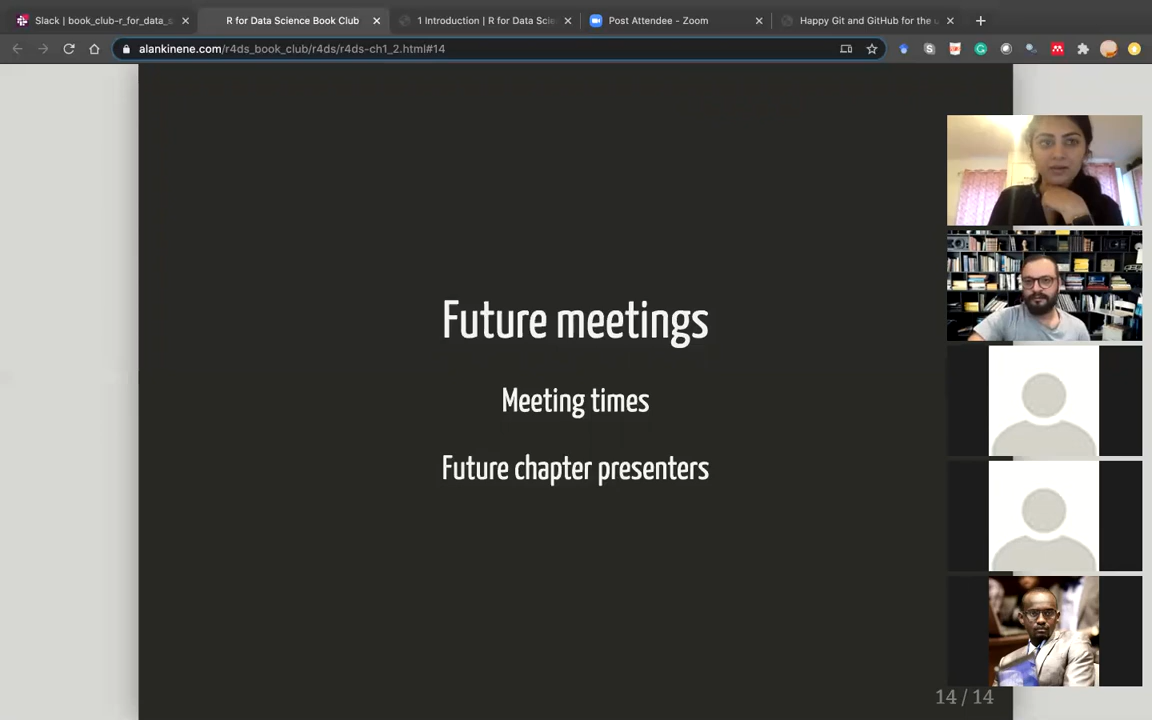 Slack | book_club-r_for_data_s
R for Data Science Book Club
1 Introduction | R for Data Scie
Post Attendee - Zoom
Happy Git and GitHub for the u
alankinene.com/r4ds_book_club/r4ds/r4ds-ch1_2.html#14
Future meetings
Meeting times
Future chapter presenters
14 / 14